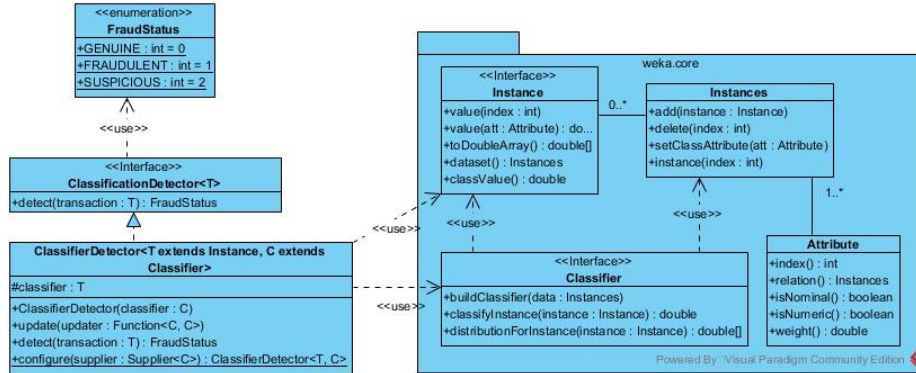 <<enumeration>>
FraudStatus
+GENUINE : int = 0
+FRAUDULENT : int = 1
+SUSPICIOUS : int = 2
<<use>>
<<Interface>>
ClassificationDetector<T>
+detect(transaction : T) : FraudStatus
ClassifierDetector<T extends Instance, C extends
Classifier>
#classifier : T
+ClassifierDetector(classifier : C)
+update(updater : Function<C, C>)
+detect(transaction : T) : FraudStatus
+configure(supplier : Supplier<C>) : ClassifierDetector<T, C>
<<use>>
<<use>>
weka.core
<<Interface>>
Instance
+value(index : int)
+value(att : Attribute) : do...
+toDoubleArray() : double[]
+dataset() : Instances
+classValue() : double
0..*
Instances
+add(instance : Instance)
+delete(index : int)
+setClassAttribute(att : Attribute)
+instance(index : int)
<<use>>
<<use>>
1..*
<<Interface>>
Classifier
+buildClassifier(data : Instances)
+classifyInstance(instance : Instance) : double
+distributionForInstance(instance : Instance) : double[]
Attribute
+index() : int
+relation() : Instances
+isNominal() : boolean
+isNumeric() : boolean
+weight() : double
Powered By Visual Paradigm Community Edition